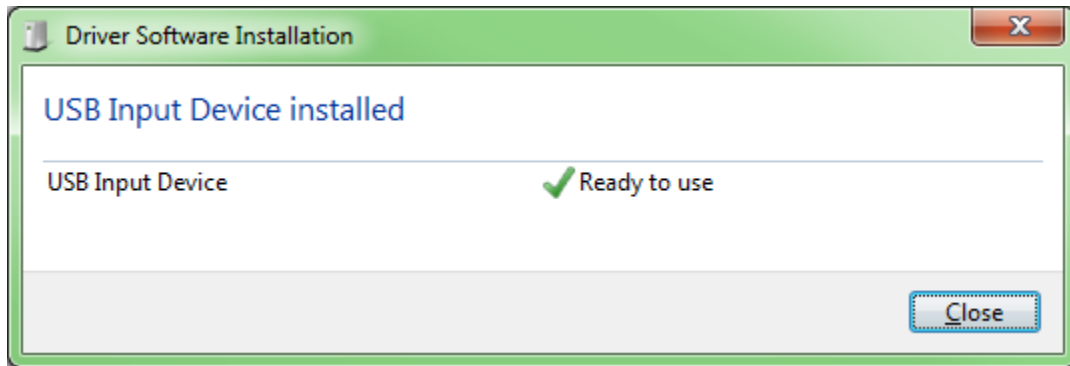 Driver Software Installation
USB Input Device installed
USB Input Device Ready to use
Close